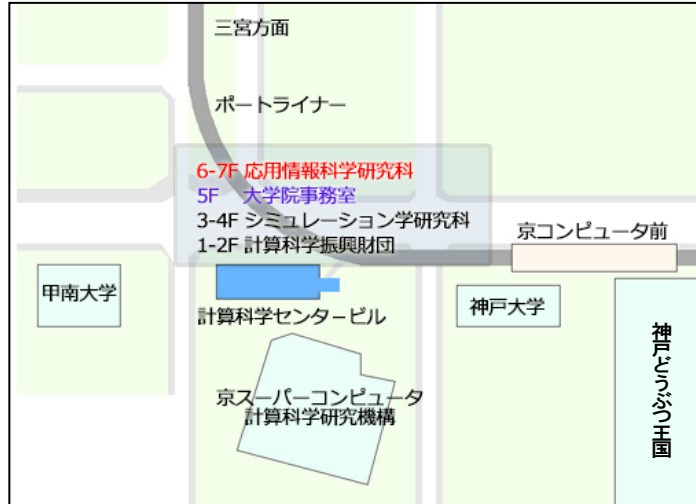 三宮方面
ポートライナー
6-7F 応用情報科学研究科
5F 大学院事務室
3-4F シミュレーション学研究科
1-2F 計算科学振興財団
京コンピュータ前
甲南大学
計算科学センタービル
神戸大学
神戸どうぶつ王国
京スーパーコンピュータ
計算科学研究機構